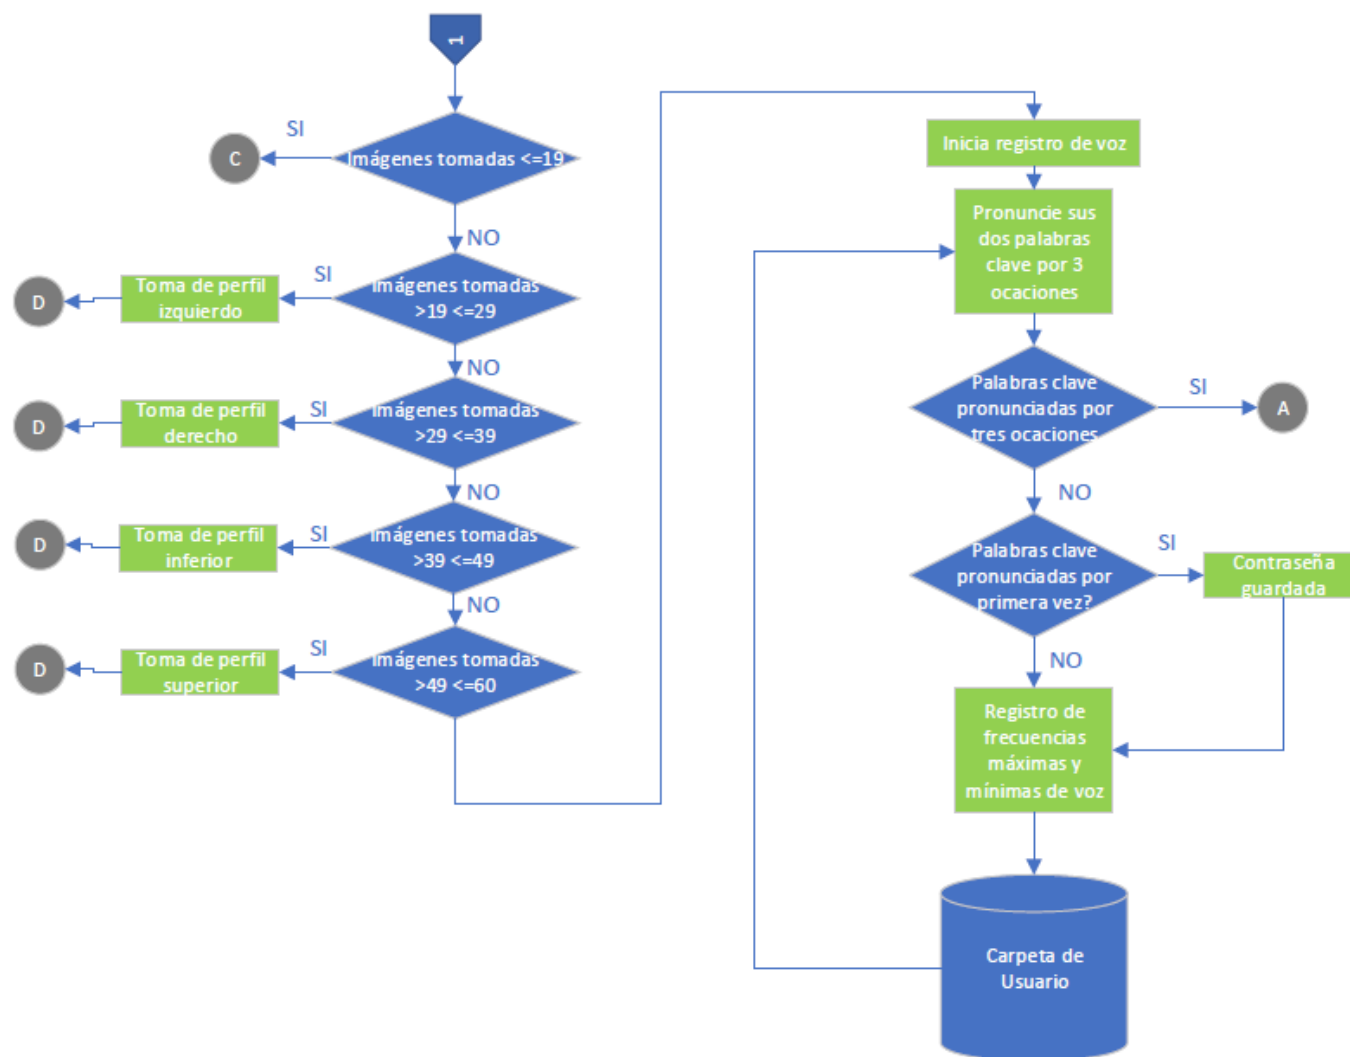 1
SI
C
Imágenes tomadas <=19
NO
D
Toma de perfil
izquierdo
SI
Imágenes tomadas
>19 <=29
NO
D
Toma de perfil
derecho
SI
Imágenes tomadas
>29 <=39
NO
D
Toma de perfil
inferior
SI
Imágenes tomadas
>39 <=49
NO
D
Toma de perfil
superior
SI
Imágenes tomadas
>49 <=60
Inicia registro de voz
Pronuncie sus
dos palabras
clave por 3
ocaciones
Palabras clave
pronunciadas por
tres ocaciones
SI
A
NO
Palabras clave
pronunciadas por
primera vez?
SI
Contraseña
guardada
NO
Registro de
frecuencias
máximas y
mínimas de voz
Carpeta de
Usuario